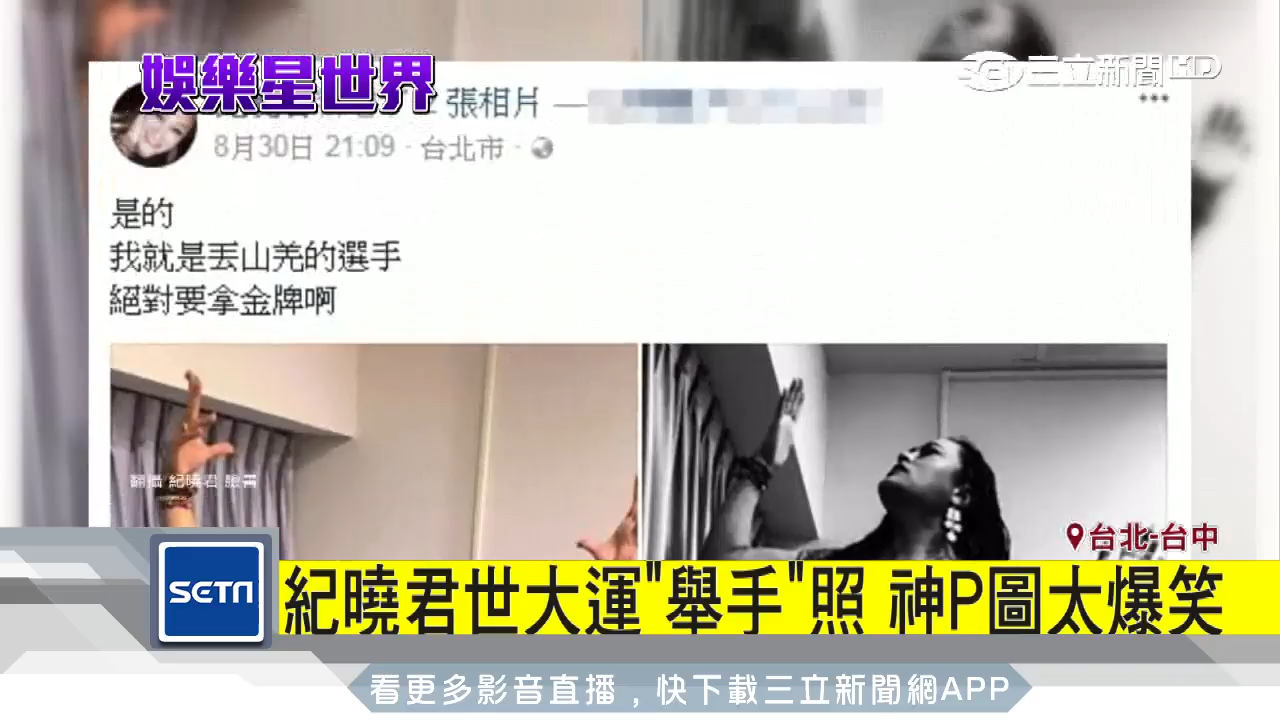 娛樂星世界
SET 三立新聞HD
張相片 —
8月30日 21:09 · 台北市 ·
是的
我就是丟山羌的選手
絕對要拿金牌啊
翻攝 紀曉君 臉書
台北-台中
SETN
紀曉君世大運"舉手"照 神P圖太爆笑
看更多影音直播，快下載三立新聞網APP